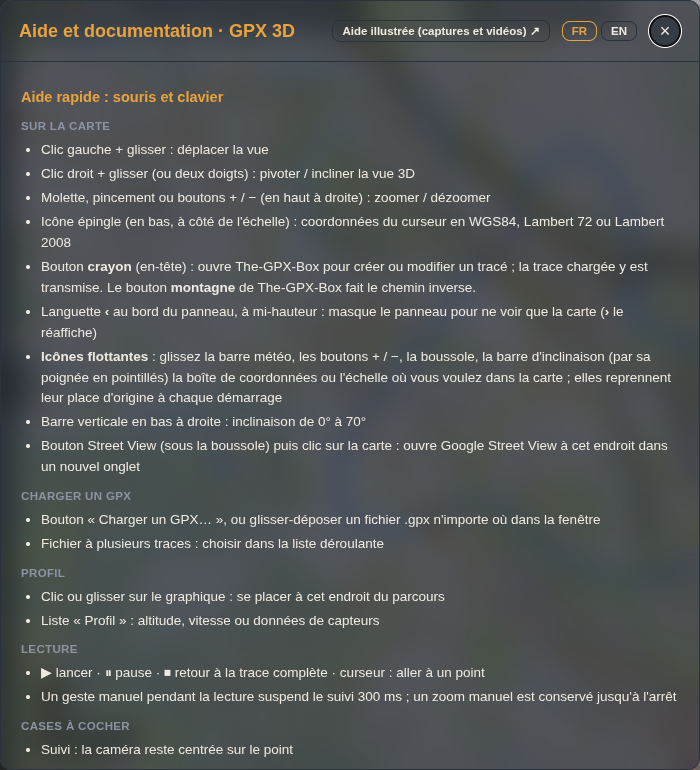 Aide et documentation · GPX 3D
Aide illustrée (captures et vidéos) ↗
FR
EN
×
Aide rapide : souris et clavier
SUR LA CARTE
• Clic gauche + glisser : déplacer la vue
• Clic droit + glisser (ou deux doigts) : pivoter / incliner la vue 3D
• Molette, pincement ou boutons + / − (en haut à droite) : zoomer / dézoomer
• Icône épingle (en bas, à côté de l'échelle) : coordonnées du curseur en WGS84, Lambert 72 ou Lambert
2008
• Bouton crayon (en-tête) : ouvre The-GPX-Box pour créer ou modifier un tracé ; la trace chargée y est
transmise. Le bouton montagne de The-GPX-Box fait le chemin inverse.
• Languette ‹ au bord du panneau, à mi-hauteur : masque le panneau pour ne voir que la carte (› le
réaffiche)
• Icônes flottantes : glissez la barre météo, les boutons + / −, la boussole, la barre d'inclinaison (par sa
poignée en pointillés) la boîte de coordonnées ou l'échelle où vous voulez dans la carte ; elles reprennent
leur place d'origine à chaque démarrage
• Barre verticale en bas à droite : inclinaison de 0° à 70°
• Bouton Street View (sous la boussole) puis clic sur la carte : ouvre Google Street View à cet endroit dans
un nouvel onglet
CHARGER UN GPX
• Bouton « Charger un GPX… », ou glisser-déposer un fichier .gpx n'importe où dans la fenêtre
• Fichier à plusieurs traces : choisir dans la liste déroulante
PROFIL
• Clic ou glisser sur le graphique : se placer à cet endroit du parcours
• Liste « Profil » : altitude, vitesse ou données de capteurs
LECTURE
• ▶ lancer · ⏸ pause · ⏹ retour à la trace complète · curseur : aller à un point
• Un geste manuel pendant la lecture suspend le suivi 300 ms ; un zoom manuel est conservé jusqu'à l'arrêt
CASES À COCHER
• Suivi : la caméra reste centrée sur le point